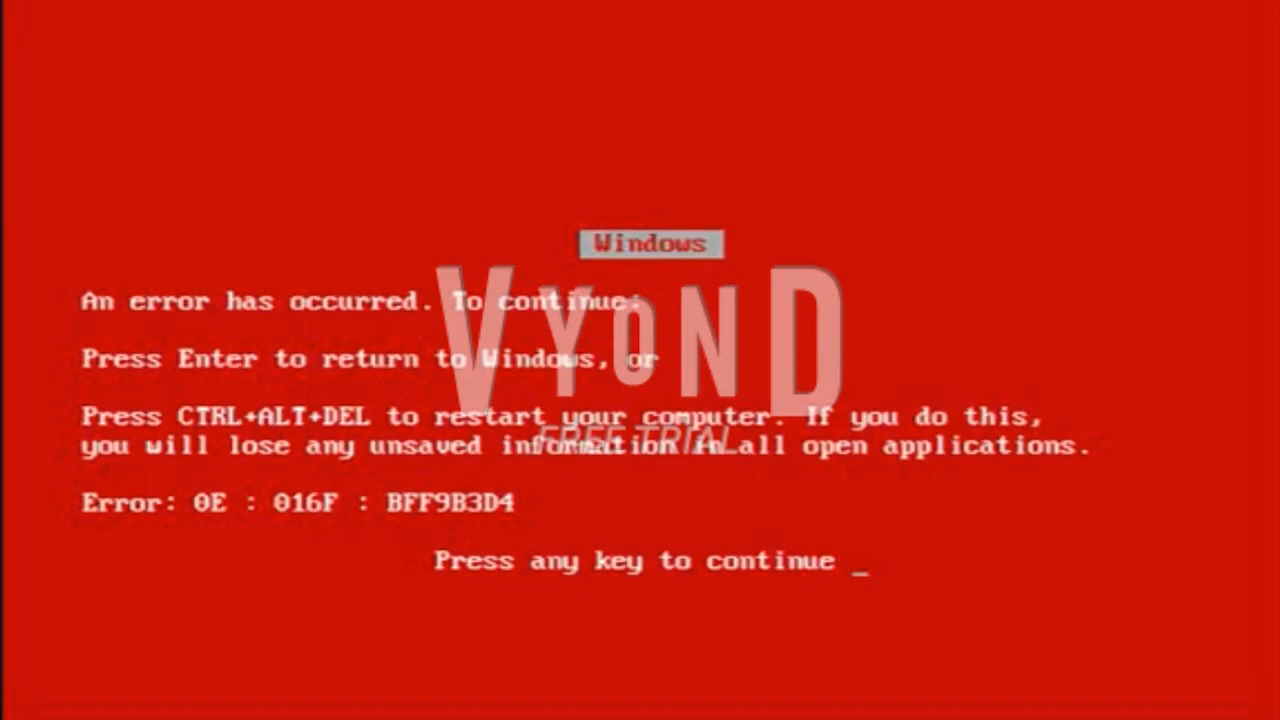 Windows
VYOND
An error has occurred. To continue:
Press Enter to return to Windows, or
Press CTRL+ALT+DEL to restart your computer. If you do this,
FREE TRIAL
you will lose any unsaved information in all open applications.
Error: 0E : 016F : BFF9B3D4
Press any key to continue _